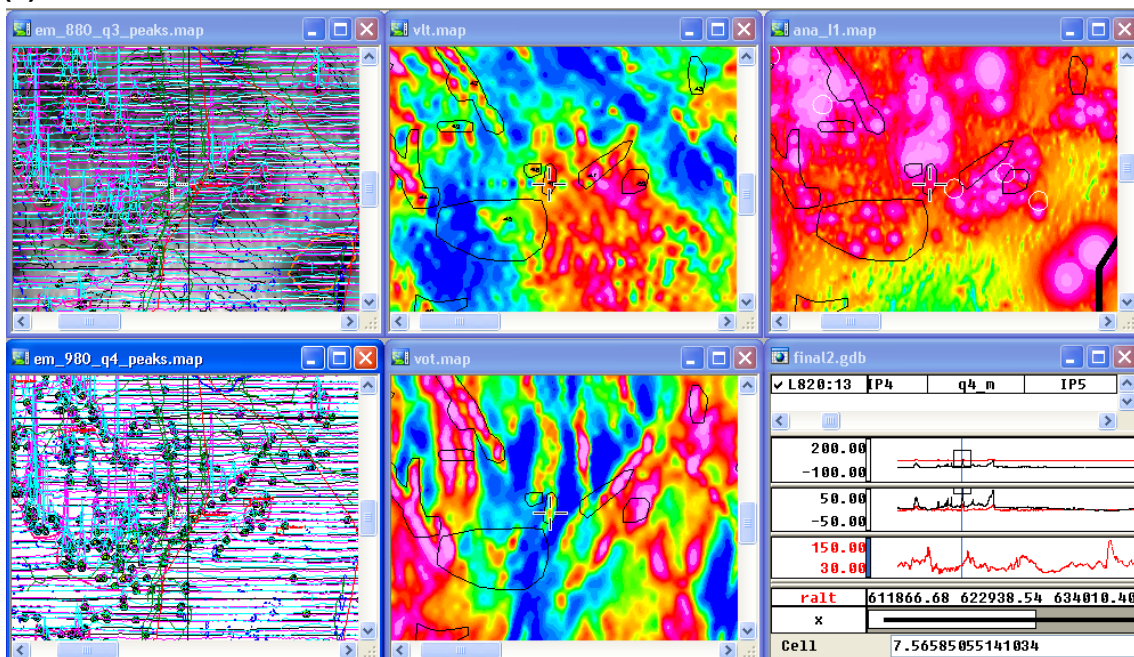 em_880_q3_peaks.map
vlt.map
ana_l1.map
em_980_q4_peaks.map
vot.map
final2.gdb
L820:13 IP4 q4_m IP5
200.00
-100.00
50.00
-50.00
150.00
30.00
ralt 611866.68 622938.54 634010.40
x
Cell 7.56585055141034